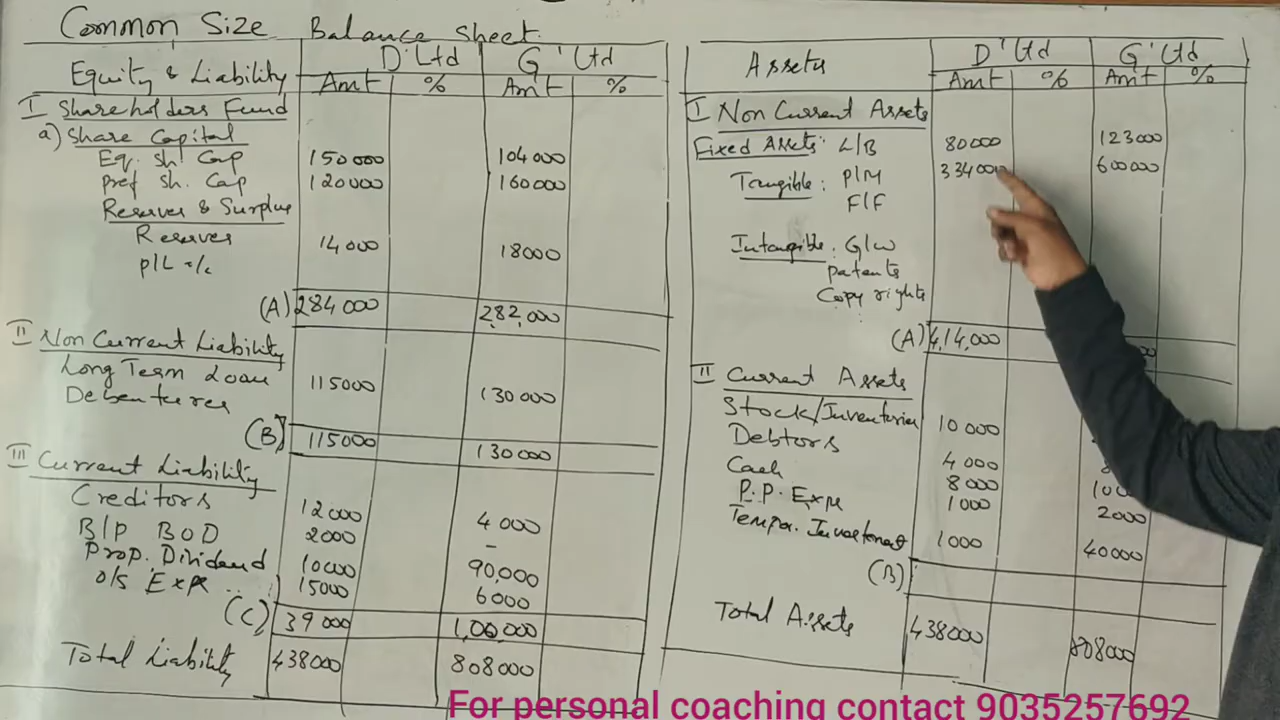 Common Size Balance Sheet
Equity & Liability D'Ltd G'Ltd
Amt % Amt %
I Shareholders Fund
a) Share Capital
Eq. Sh. Cap 150000 104000
pref Sh. Cap 120000 160000
Reserves & Surplus
Reserves 14000 18000
P/L a/c
(A) 284000 282,000
II Non Current Liability
Long Term Loan 115000 130000
Debentures
(B) 115000 130000
III Current Liability
Creditors 12000 4000
B/P BOD 2000 -
Prop. Dividend 10000 90,000
O/S Exp .. 15000 6000
(C) 39000 1,00,000
Total Liability 438000 808000
Assets D'Ltd G'Ltd
Amt % Amt %
I Non Current Assets
Fixed Assets: L/B 80000 123000
Tangible: P/M 334000 600000
F/F
Intangible: G/w
patents
Copy rights
(A) 4,14,000
II Current Assets
Stock/Inventories 10000
Debtors 4000
Cash 8000
P.P. Exp 1000 2000
Tempor. Investment 1000 40000
(B)
Total Assets 438000 808000
For personal coaching contact 9035257692